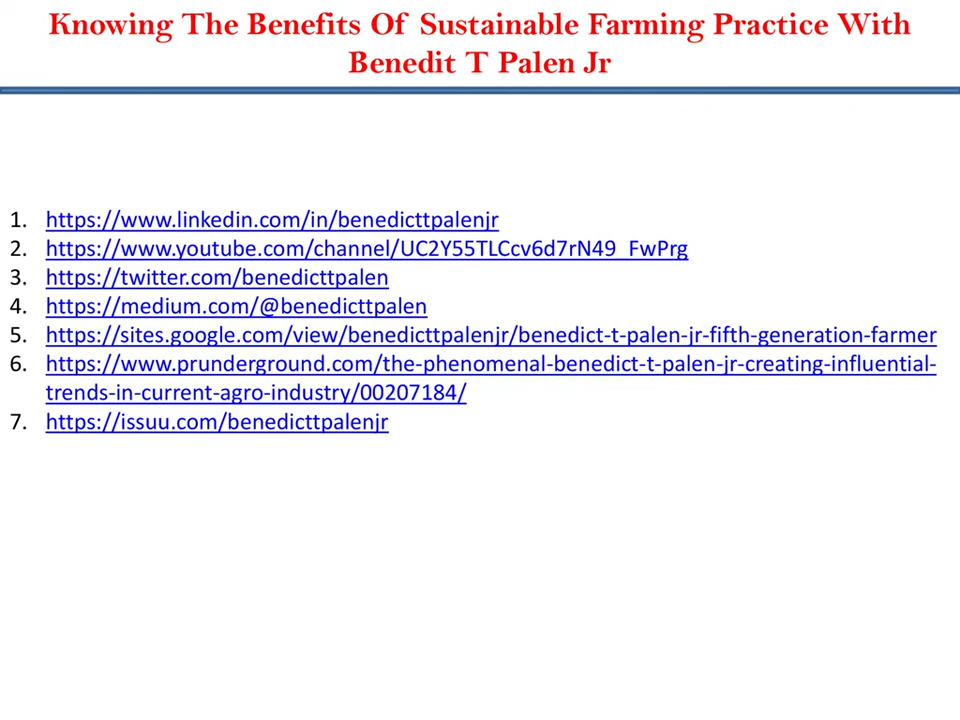 Knowing The Benefits Of Sustainable Farming Practice With
Benedit T Palen Jr
1. https://www.linkedin.com/in/benedicttpalenjr
2. https://www.youtube.com/channel/UC2Y55TLCcv6d7rN49_FwPrg
3. https://twitter.com/benedicttpalen
4. https://medium.com/@benedicttpalen
5. https://sites.google.com/view/benedicttpalenjr/benedict-t-palen-jr-fifth-generation-farmer
6. https://www.prunderground.com/the-phenomenal-benedict-t-palen-jr-creating-influential-
trends-in-current-agro-industry/00207184/
7. https://issuu.com/benedicttpalenjr